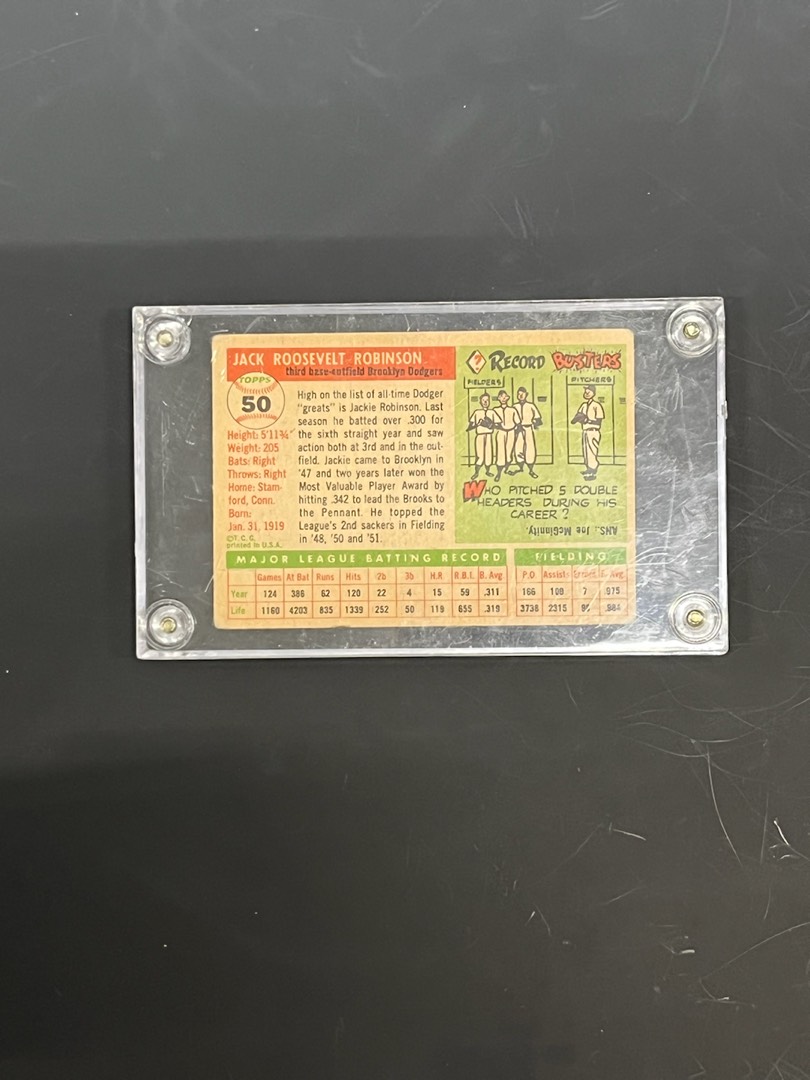 JACK ROOSEVELT ROBINSON
third base-outfield Brooklyn Dodgers
TOPPS
50
Height: 5'11¾"
Weight: 205
Bats: Right
Throws: Right
Home: Stam-
ford, Conn.
Born:
Jan. 31, 1919
©T. C. G.
printed in U.S.A.
High on the list of all-time Dodger
"greats" is Jackie Robinson. Last
season he batted over .300 for
the sixth straight year and saw
action both at 3rd and in the out-
field. Jackie came to Brooklyn in
'47 and two years later won the
Most Valuable Player Award by
hitting .342 to lead the Brooks to
the Pennant. He topped the
League's 2nd sackers in Fielding
in '48, '50 and '51.
? RECORD BUSTERS
FIELDERS
PITCHERS
WHO PITCHED 5 DOUBLE
HEADERS DURING HIS
CAREER?
ANS.. Joe McGinnity.
MAJOR LEAGUE BATTING RECORD
Games At Bat Runs Hits 2b 3b H.R R.B.I. B. Avg
Year 124 386 62 120 22 4 15 59 .311
Life 1160 4203 835 1339 252 50 119 655 .319
FIELDING
P.O Assists Errors F. Avg
166 109 7 .975
3738 2315 .984